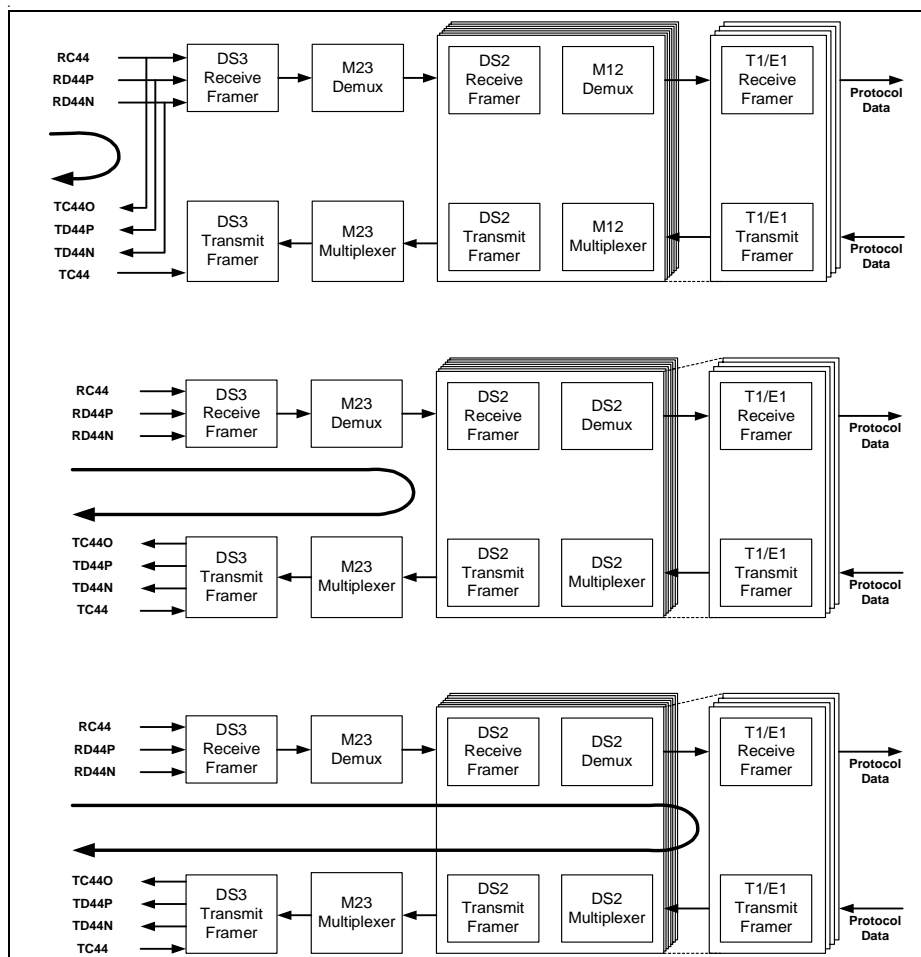 RC44
RD44P
RD44N
DS3
Receive
Framer
M23
Demux
DS2
Receive
Framer
M12
Demux
T1/E1
Receive
Framer
Protocol
Data
TC44O
TD44P
TD44N
TC44
DS3
Transmit
Framer
M23
Multiplexer
DS2
Transmit
Framer
M12
Multiplexer
T1/E1
Transmit
Framer
Protocol
Data
RC44
RD44P
RD44N
DS3
Receive
Framer
M23
Demux
DS2
Receive
Framer
DS2
Demux
T1/E1
Receive
Framer
Protocol
Data
TC44O
TD44P
TD44N
TC44
DS3
Transmit
Framer
M23
Multiplexer
DS2
Transmit
Framer
DS2
Multiplexer
T1/E1
Transmit
Framer
Protocol
Data
RC44
RD44P
RD44N
DS3
Receive
Framer
M23
Demux
DS2
Receive
Framer
DS2
Demux
T1/E1
Receive
Framer
Protocol
Data
TC44O
TD44P
TD44N
TC44
DS3
Transmit
Framer
M23
Multiplexer
DS2
Transmit
Framer
DS2
Multiplexer
T1/E1
Transmit
Framer
Protocol
Data